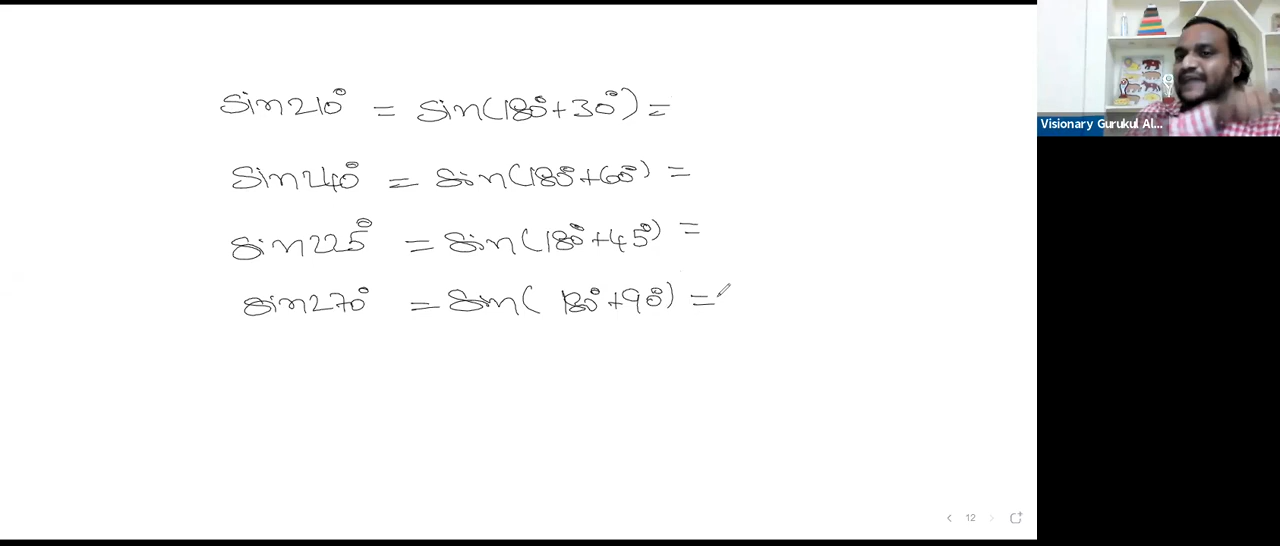 sin210° = sin(180°+30°) =
sin240° = sin(180°+60°) =
sin225° = sin(180°+45°) =
sin270° = sin(180°+90°) =
Visionary Gurukul Al...
< 12 >